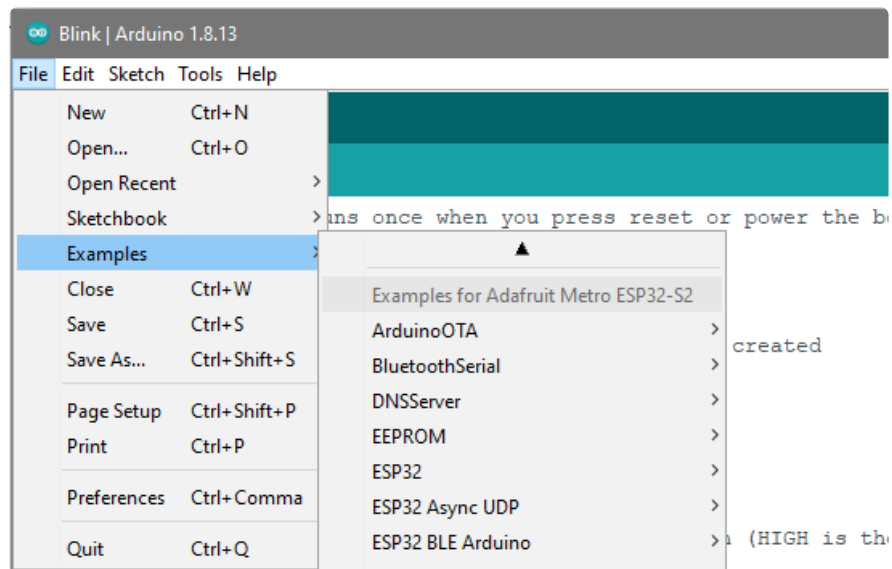 Blink | Arduino 1.8.13
File Edit Sketch Tools Help
New Ctrl+N
Open... Ctrl+O
Open Recent
Sketchbook
Examples
Close Ctrl+W
Save Ctrl+S
Save As... Ctrl+Shift+S
Page Setup Ctrl+Shift+P
Print Ctrl+P
Preferences Ctrl+Comma
Quit Ctrl+Q
once when you press reset or power the
Examples for Adafruit Metro ESP32-S2
ArduinoOTA
BluetoothSerial
DNSServer
EEPROM
ESP32
ESP32 Async UDP
ESP32 BLE Arduino
created
(HIGH is